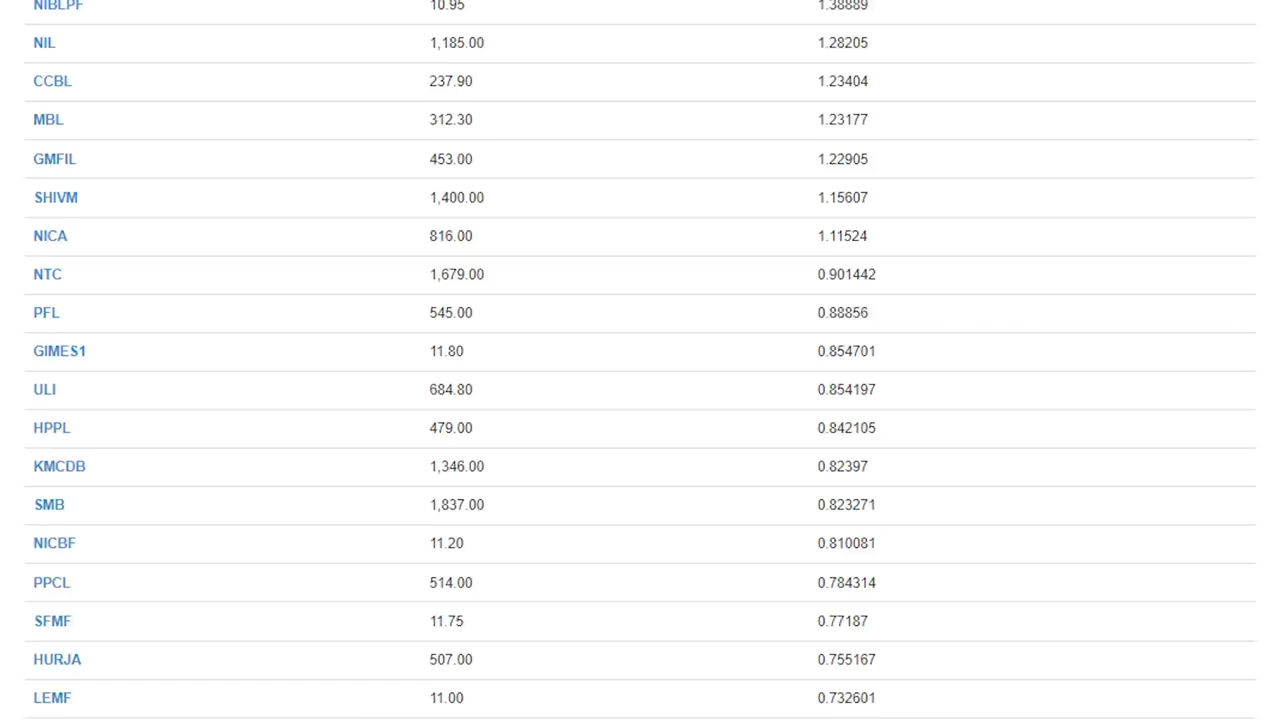 NIBLPF 10.95 1.38889
NIL 1,185.00 1.28205
CCBL 237.90 1.23404
MBL 312.30 1.23177
GMFIL 453.00 1.22905
SHIVM 1,400.00 1.15607
NICA 816.00 1.11524
NTC 1,679.00 0.901442
PFL 545.00 0.88856
GIMES1 11.80 0.854701
ULI 684.80 0.854197
HPPL 479.00 0.842105
KMCDB 1,346.00 0.82397
SMB 1,837.00 0.823271
NICBF 11.20 0.810081
PPCL 514.00 0.784314
SFMF 11.75 0.77187
HURJA 507.00 0.755167
LEMF 11.00 0.732601